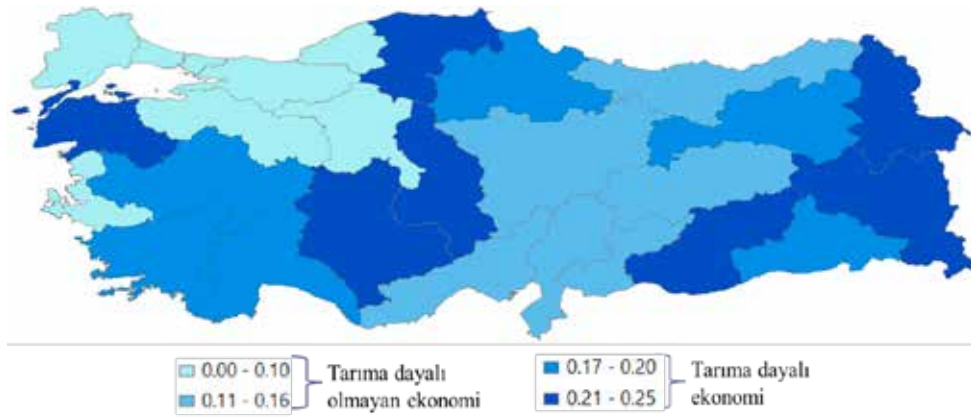 0.00 - 0.10
0.11 - 0.16
Tarıma dayalı
olmayan ekonomi
0.17 - 0.20
0.21 - 0.25
Tarıma dayalı
ekonomi